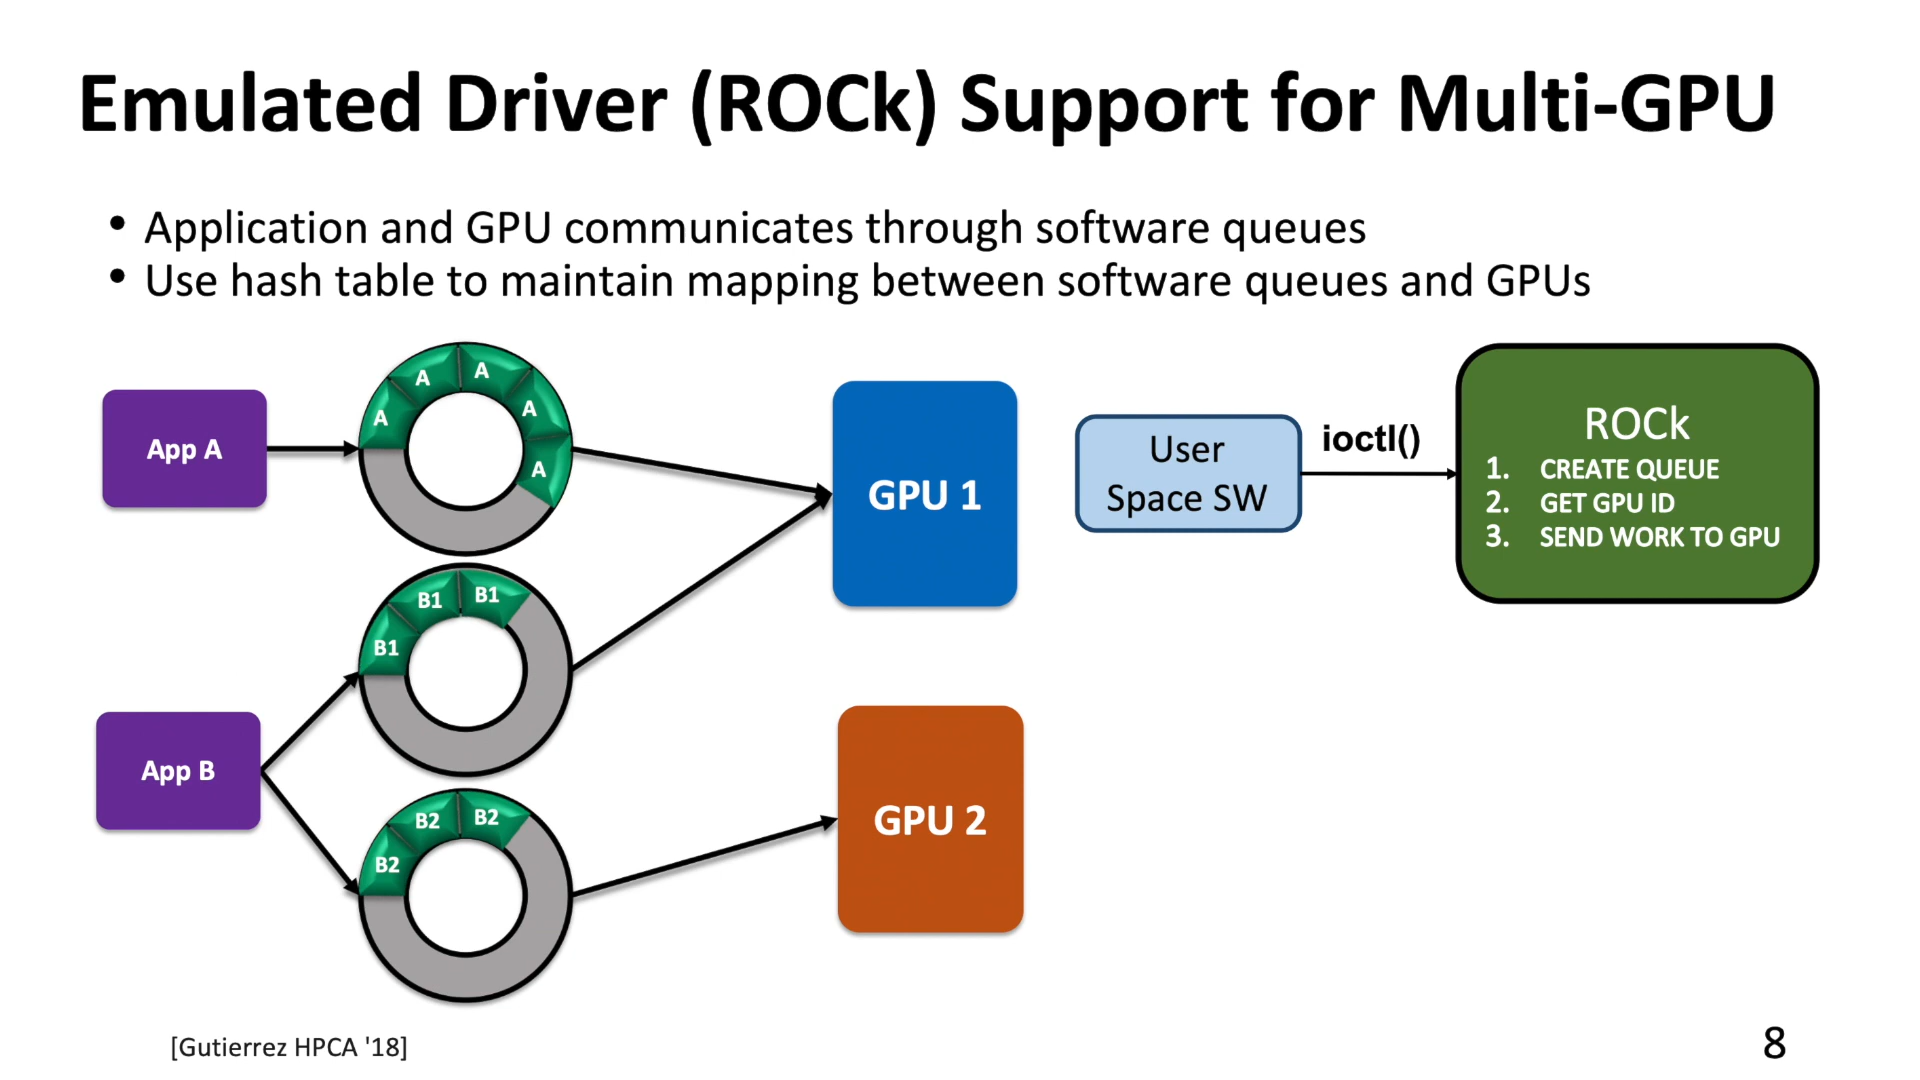 Emulated Driver (ROCk) Support for Multi-GPU
• Application and GPU communicates through software queues
• Use hash table to maintain mapping between software queues and GPUs
App A
A
A
A
A
A
GPU 1
User
Space SW
ioctl()
ROCk
1. CREATE QUEUE
2. GET GPU ID
3. SEND WORK TO GPU
App B
B1
B1
B1
B2
B2
B2
GPU 2
[Gutierrez HPCA '18]
8